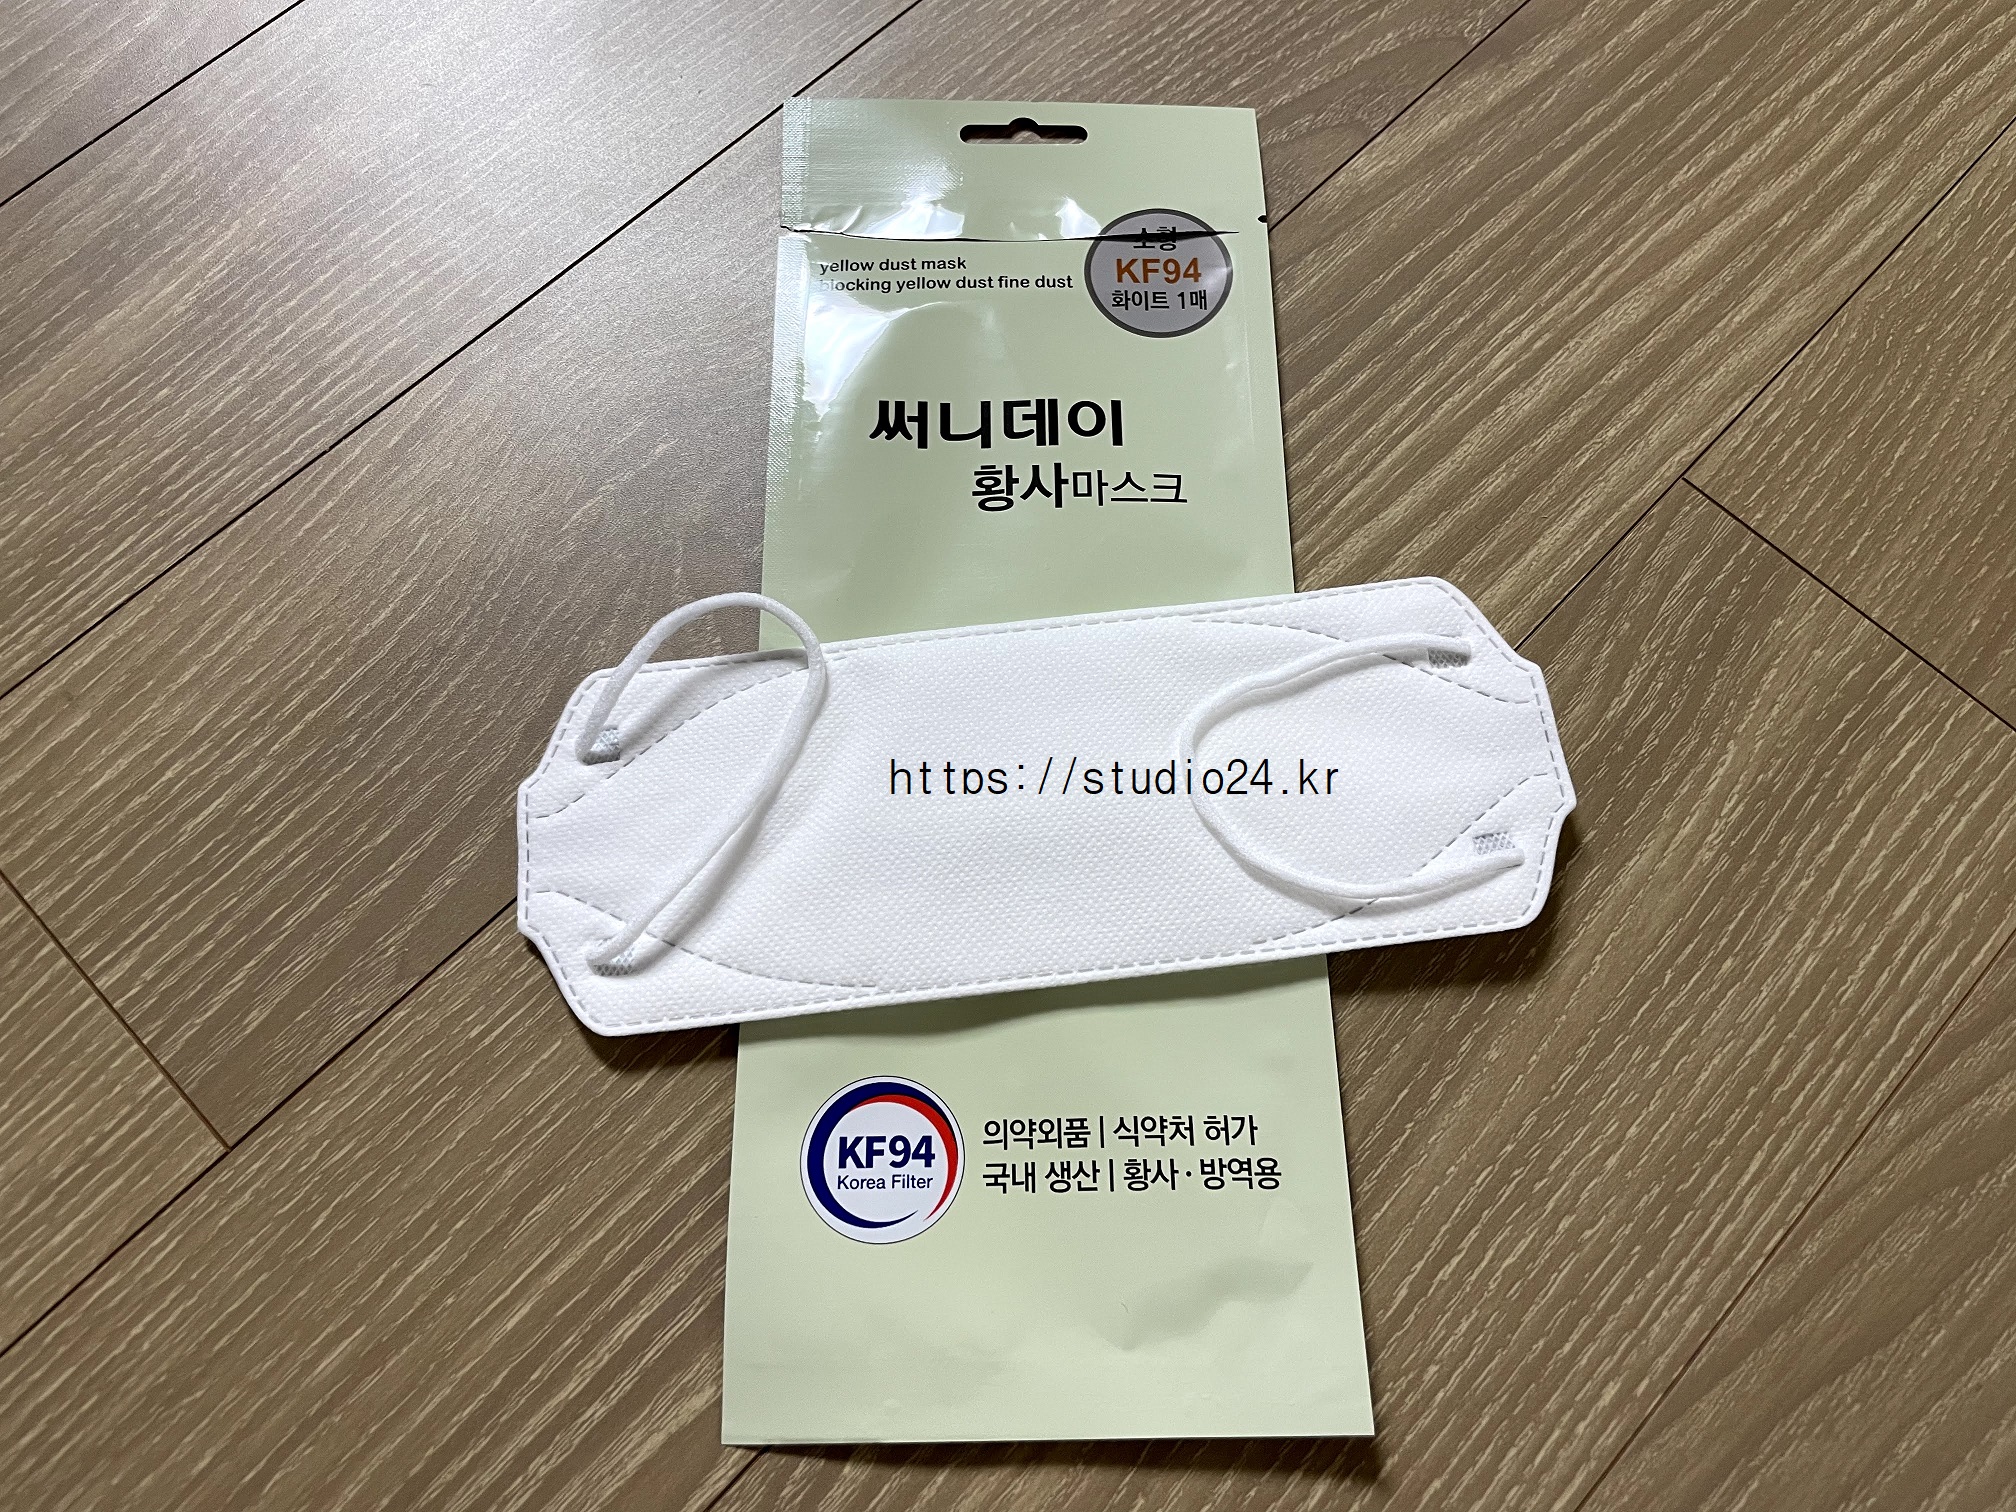 소형
KF94
화이트 1매
yellow dust mask
blocking yellow dust fine dust
써니데이
황사마스크
https://studio24.kr
KF94
Korea Filter
의약외품 | 식약처 허가
국내 생산 | 황사 · 방역용